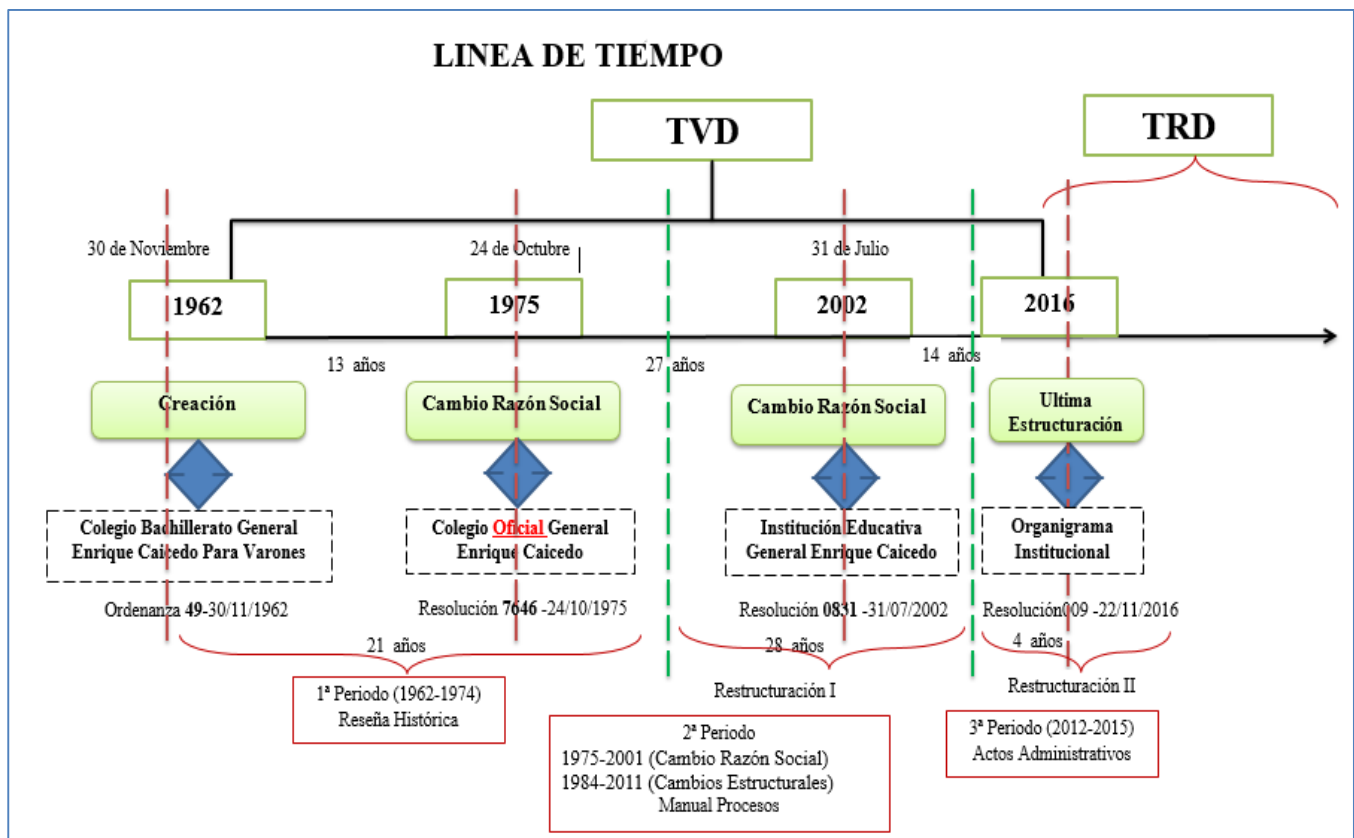 LINEA DE TIEMPO
TVD
TRD
30 de Noviembre
24 de Octubre
31 de Julio
1962
1975
2002
2016
13 años
27 años
14 años
Creación
Cambio Razón Social
Cambio Razón Social
Ultima
Estructuración
Colegio Bachillerato General
Enrique Caicedo Para Varones
Colegio Oficial General
Enrique Caicedo
Institución Educativa
General Enrique Caicedo
Organigrama
Institucional
Ordenanza 49-30/11/1962
Resolución 7646 -24/10/1975
Resolución 0831 -31/07/2002
Resolución009 -22/11/2016
21 años
28 años
4 años
1ª Periodo (1962-1974)
Reseña Histórica
Restructuración I
2ª Periodo
1975-2001 (Cambio Razón Social)
1984-2011 (Cambios Estructurales)
Manual Procesos
Restructuración II
3ª Periodo (2012-2015)
Actos Administrativos